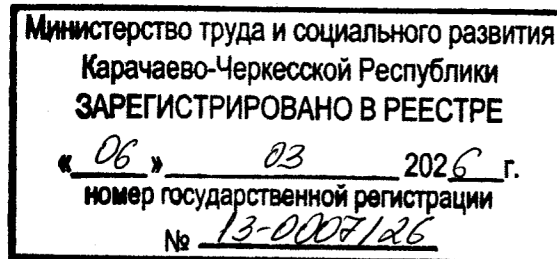 Министерство труда и социального развития
Карачаево-Черкесской Республики
ЗАРЕГИСТРИРОВАНО В РЕЕСТРЕ
«06» 03 2026 г.
номер государственной регистрации
№ 13-0007/26